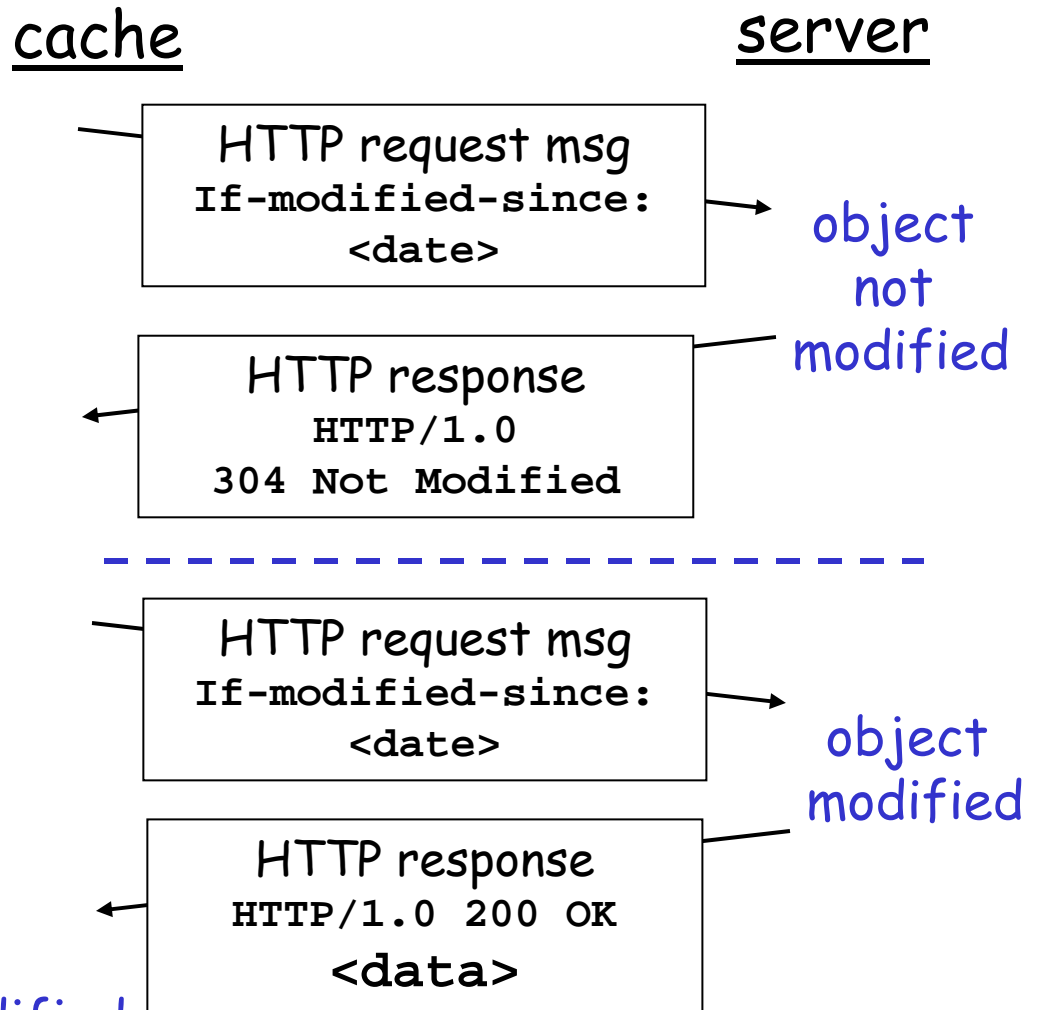 cache
server
HTTP request msg
If-modified-since:
<date>
object
not
modified
HTTP response
HTTP/1.0
304 Not Modified
HTTP request msg
If-modified-since:
<date>
object
modified
HTTP response
HTTP/1.0 200 OK
<data>